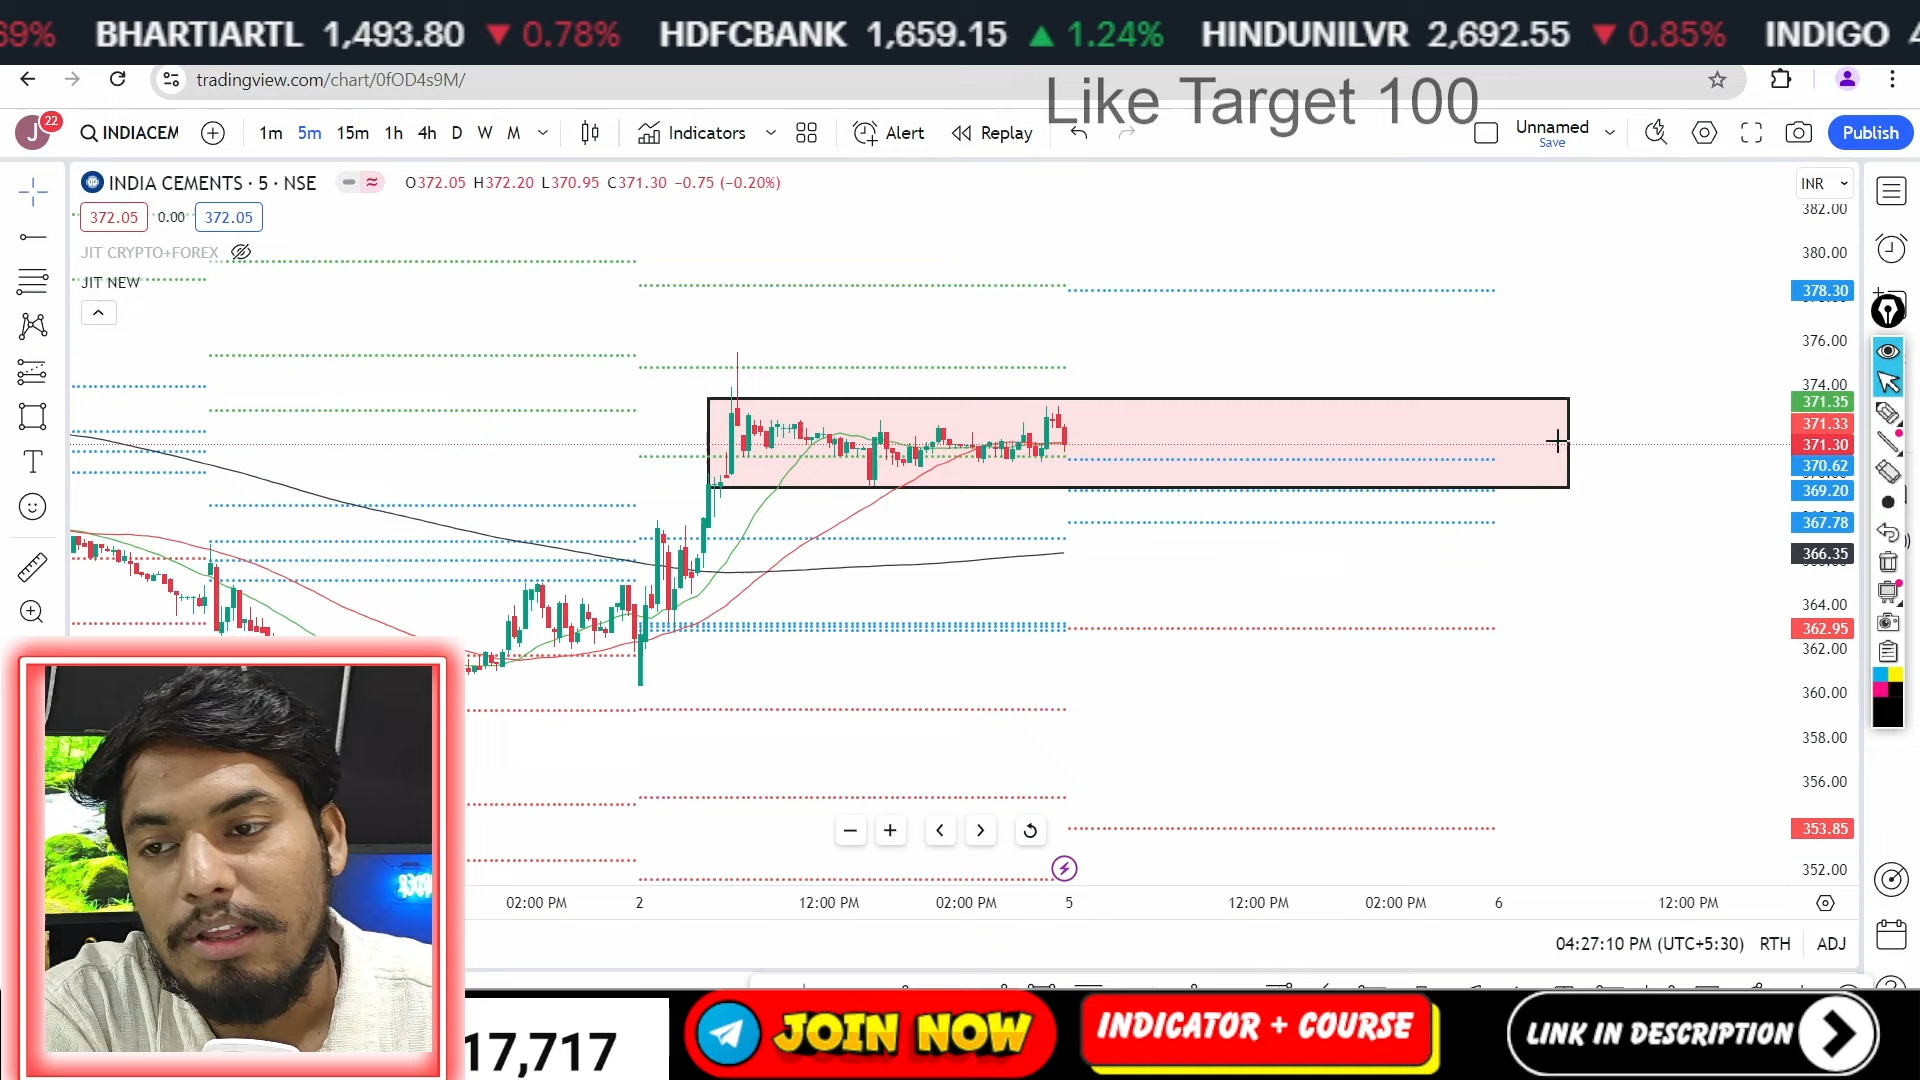 39% BHARTIARTL 1,493.80 ▼ 0.78% HDFCBANK 1,659.15 ▲ 1.24% HINDUNILVR 2,692.55 ▼ 0.85% INDIGO
tradingview.com/chart/0fOD4s9M/
Like Target 100
J 22 INDIACEM 1m 5m 15m 1h 4h D W M Indicators Alert Replay Unnamed Save Publish
INDIA CEMENTS · 5 · NSE O372.05 H372.20 L370.95 C371.30 −0.75 (−0.20%)
INR
372.05 0.00 372.05
JIT CRYPTO+FOREX
JIT NEW
382.00
380.00
378.30
376.00
374.00
371.35
371.33
371.30
370.62
369.20
367.78
366.35
364.00
362.95
362.00
360.00
358.00
356.00
353.85
352.00
02:00 PM 2 12:00 PM 02:00 PM 5 12:00 PM 02:00 PM 6 12:00 PM
04:27:10 PM (UTC+5:30) RTH ADJ
17,717
JOIN NOW
INDICATOR + COURSE
LINK IN DESCRIPTION